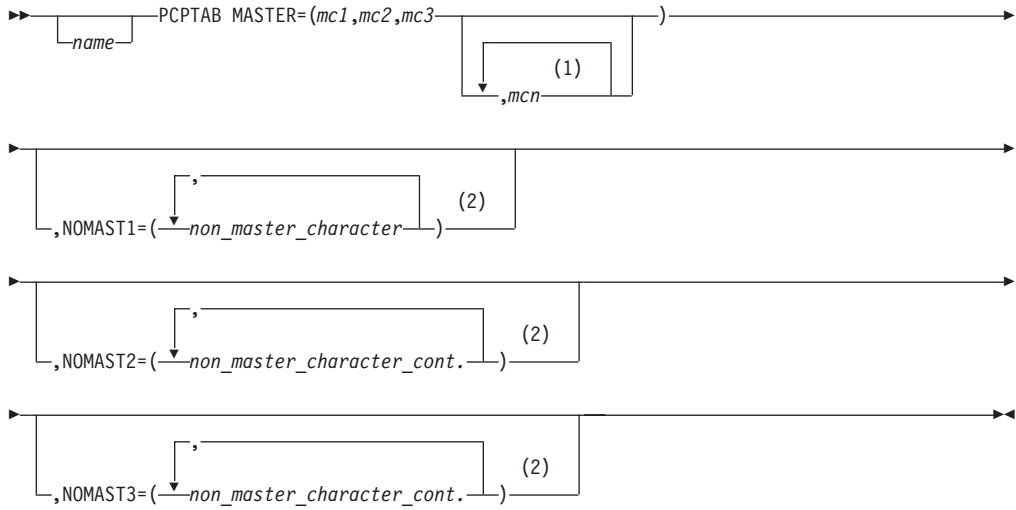 PCPTAB MASTER=(mc1,mc2,mc3 )
name
(1)
,mcn
,
(2)
,NOMAST1=( non_master_character )
,
(2)
,NOMAST2=( non_master_character_cont. )
,
(2)
,NOMAST3=( non_master_character_cont. )